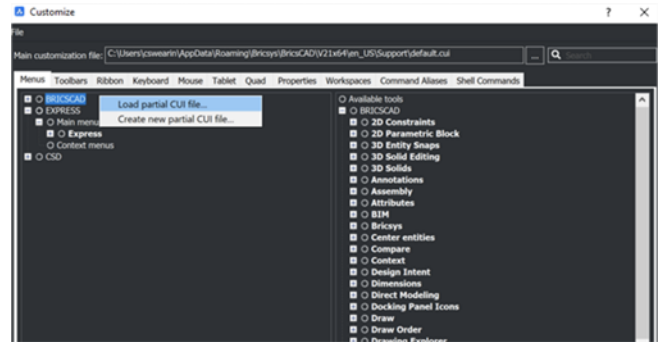 Customize
File
Main customization file: C:\Users\cswearin\AppData\Roaming\Bricsys\BricsCAD\V21x64\en_US\Support\default.cui ... Search
Menus Toolbars Ribbon Keyboard Mouse Tablet Quad Properties Workspaces Command Aliases Shell Commands
BRICSCAD
EXPRESS
Main menu
Express
Context menus
CSD
Load partial CUI file...
Create new partial CUI file...
Available tools
BRICSCAD
2D Constraints
2D Parametric Block
3D Entity Snaps
3D Solid Editing
3D Solids
Annotations
Assembly
Attributes
BIM
Bricsys
Center entities
Compare
Context
Design Intent
Dimensions
Direct Modeling
Docking Panel Icons
Draw
Draw Order
Drawing Explorer